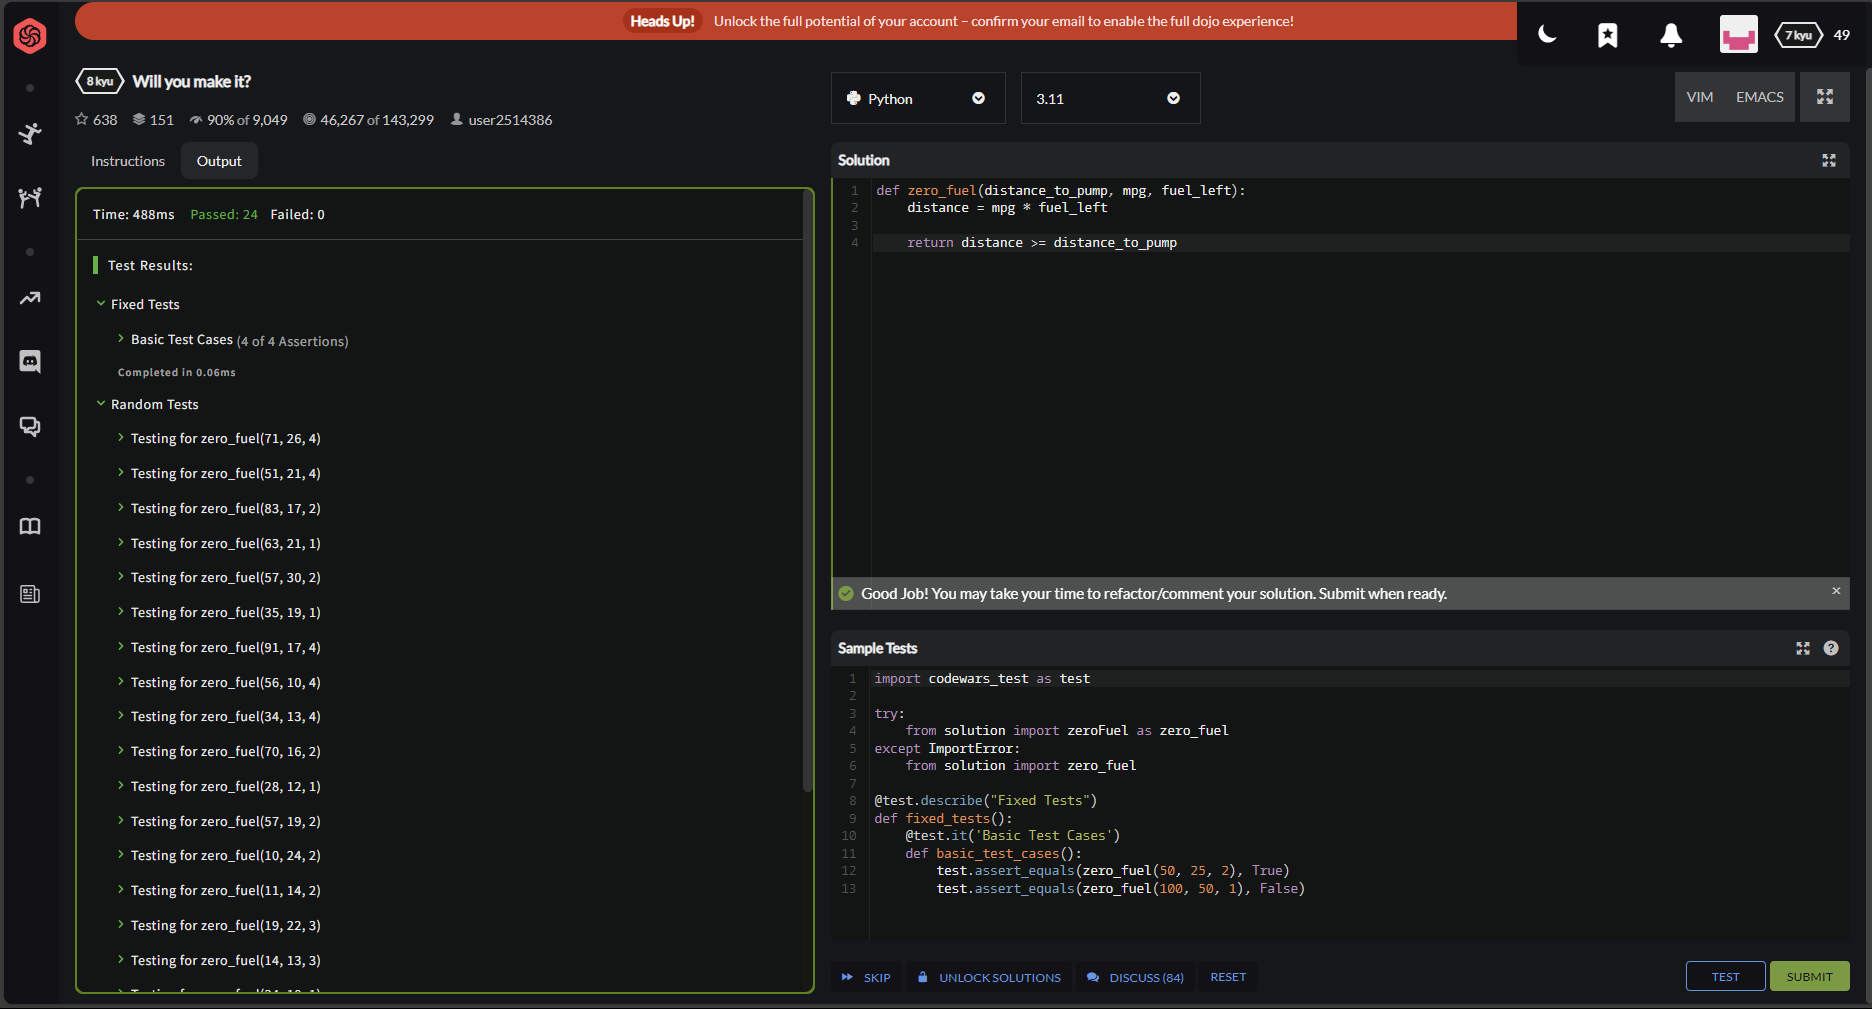 Heads Up! Unlock the full potential of your account – confirm your email to enable the full dojo experience!
7 kyu 49
8 kyu Will you make it?
638 151 90% of 9,049 46,267 of 143,299 user2514386
Instructions Output
Time: 488ms Passed: 24 Failed: 0
Test Results:
Fixed Tests
Basic Test Cases (4 of 4 Assertions)
Completed in 0.06ms
Random Tests
Testing for zero_fuel(71, 26, 4)
Testing for zero_fuel(51, 21, 4)
Testing for zero_fuel(83, 17, 2)
Testing for zero_fuel(63, 21, 1)
Testing for zero_fuel(57, 30, 2)
Testing for zero_fuel(35, 19, 1)
Testing for zero_fuel(91, 17, 4)
Testing for zero_fuel(56, 10, 4)
Testing for zero_fuel(34, 13, 4)
Testing for zero_fuel(70, 16, 2)
Testing for zero_fuel(28, 12, 1)
Testing for zero_fuel(57, 19, 2)
Testing for zero_fuel(10, 24, 2)
Testing for zero_fuel(11, 14, 2)
Testing for zero_fuel(19, 22, 3)
Testing for zero_fuel(14, 13, 3)
Python 3.11 VIM EMACS
Solution
1 def zero_fuel(distance_to_pump, mpg, fuel_left):
2     distance = mpg * fuel_left
3
4     return distance >= distance_to_pump
Good Job! You may take your time to refactor/comment your solution. Submit when ready. ×
Sample Tests ?
1 import codewars_test as test
2
3 try:
4     from solution import zeroFuel as zero_fuel
5 except ImportError:
6     from solution import zero_fuel
7
8 @test.describe("Fixed Tests")
9 def fixed_tests():
10     @test.it('Basic Test Cases')
11     def basic_test_cases():
12         test.assert_equals(zero_fuel(50, 25, 2), True)
13         test.assert_equals(zero_fuel(100, 50, 1), False)
SKIP UNLOCK SOLUTIONS DISCUSS (84) RESET TEST SUBMIT